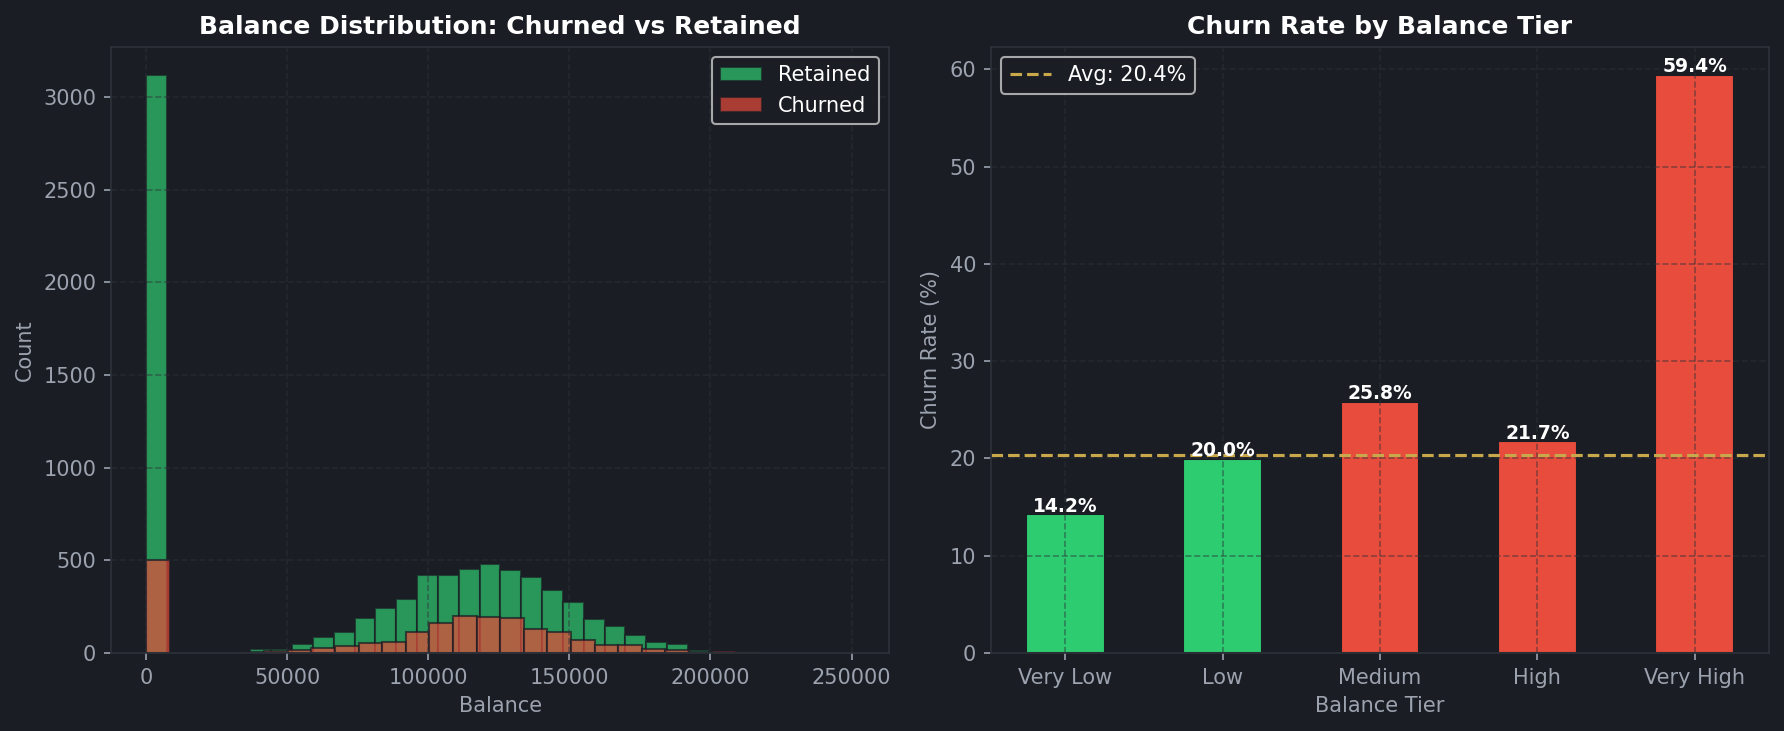 Balance Distribution: Churned vs Retained
Retained
Churned
3000
2500
2000
1500
1000
500
0
Count
0 50000 100000 150000 200000 250000
Balance
Churn Rate by Balance Tier
Avg: 20.4%
60
50
40
30
20
10
0
Churn Rate (%)
14.2%
20.0%
25.8%
21.7%
59.4%
Very Low Low Medium High Very High
Balance Tier